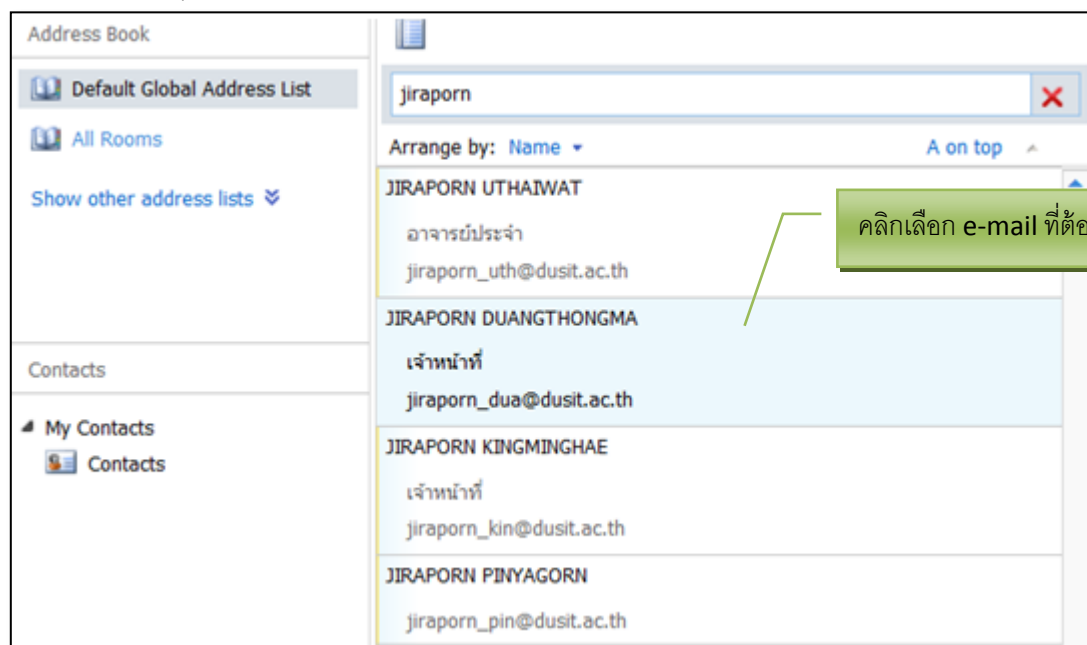 Address Book
Default Global Address List
All Rooms
Show other address lists
Contacts
My Contacts
Contacts
jiraporn
Arrange by: Name
A on top
JIRAPORN UTHAIWAT
อาจารย์ประจำ
jiraporn_uth@dusit.ac.th
คลิกเลือก e-mail
JIRAPORN DUANGTHONGMA
เจ้าหน้าที่
jiraporn_dua@dusit.ac.th
JIRAPORN KINGMINGHAE
เจ้าหน้าที่
jiraporn_kin@dusit.ac.th
JIRAPORN PINYAGORN
jiraporn_pin@dusit.ac.th